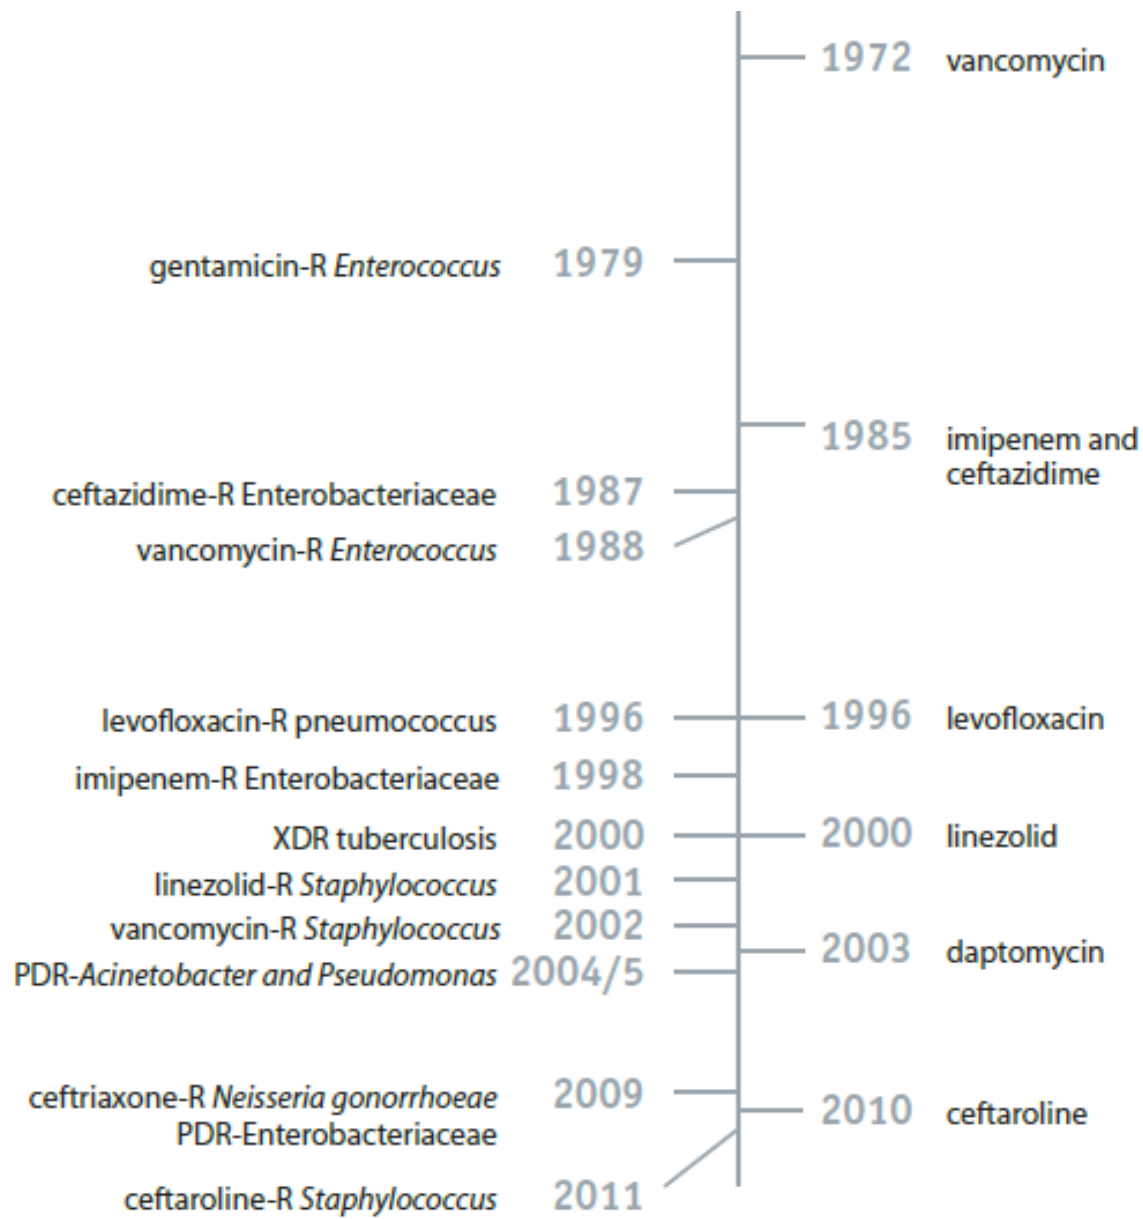 1972 vancomycin
gentamicin-R Enterococcus 1979
1985 imipenem and
ceftazidime
ceftazidime-R Enterobacteriaceae 1987
vancomycin-R Enterococcus 1988
levofloxacin-R pneumococcus 1996 1996 levofloxacin
imipenem-R Enterobacteriaceae 1998
XDR tuberculosis 2000 2000 linezolid
linezolid-R Staphylococcus 2001
vancomycin-R Staphylococcus 2002
2003 daptomycin
PDR-Acinetobacter and Pseudomonas 2004/5
ceftriaxone-R Neisseria gonorrhoeae 2009
PDR-Enterobacteriaceae
2010 ceftaroline
ceftaroline-R Staphylococcus 2011